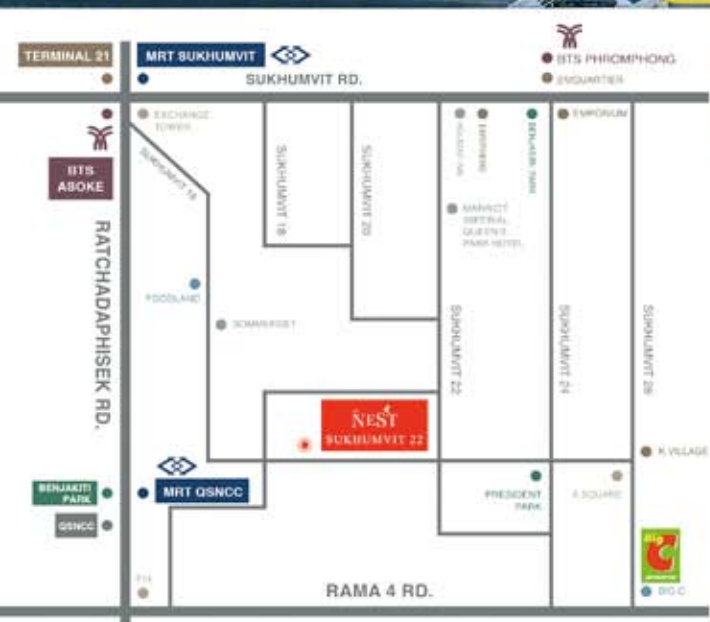 TERMINAL 21
MRT SUKHUMVIT
SUKHUMVIT RD.
BTS PHROMPHONG
EMQUARTIER
EXCHANGE
TOWER
EMPORIUM
BTS
ASOKE
SUKHUMVIT 16
SUKHUMVIT 18
SUKHUMVIT 20
BENJASIRI PARK
MARRIOTT
IMPERIAL
QUEEN'S
PARK HOTEL
RATCHADAPHISEK RD.
FOODLAND
SOMMERSET
SUKHUMVIT 22
SUKHUMVIT 24
SUKHUMVIT 26
NEST
SUKHUMVIT 22
K VILLAGE
BENJAKITI
PARK
MRT QSNCC
PRESIDENT
PARK
A SQUARE
QSNCC
Big
C
RAMA 4 RD.
BIG C